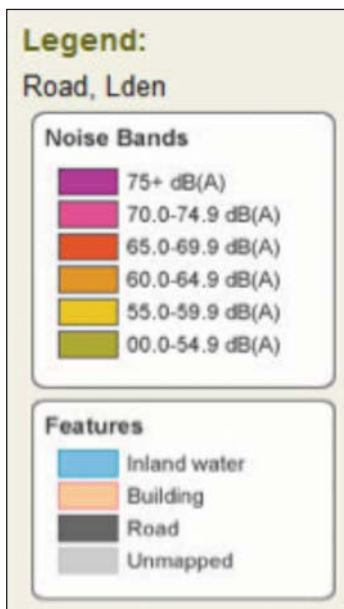 Legend:
Road, Lden
Noise Bands
75+ dB(A)
70.0-74.9 dB(A)
65.0-69.9 dB(A)
60.0-64.9 dB(A)
55.0-59.9 dB(A)
00.0-54.9 dB(A)
Features
Inland water
Building
Road
Unmapped